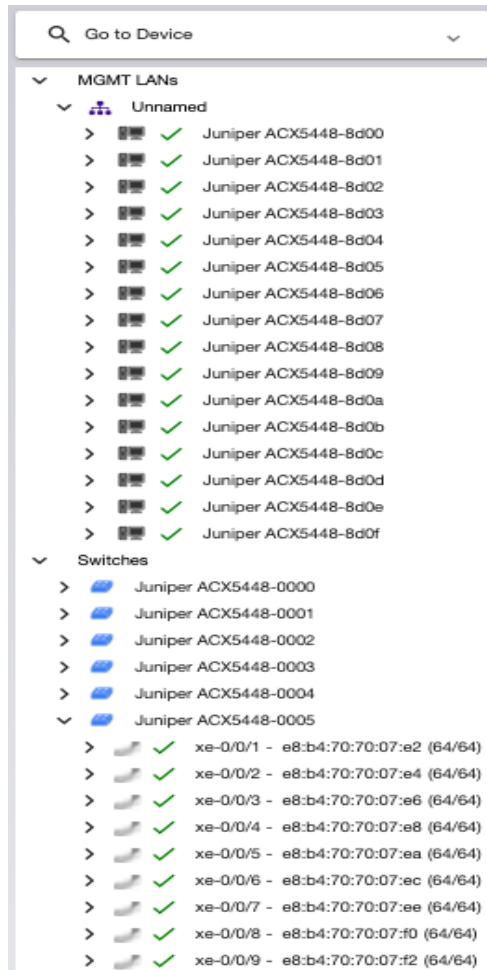 Go to Device
MGMT LANs
Unnamed
Juniper ACX5448-8d00
Juniper ACX5448-8d01
Juniper ACX5448-8d02
Juniper ACX5448-8d03
Juniper ACX5448-8d04
Juniper ACX5448-8d05
Juniper ACX5448-8d06
Juniper ACX5448-8d07
Juniper ACX5448-8d08
Juniper ACX5448-8d09
Juniper ACX5448-8d0a
Juniper ACX5448-8d0b
Juniper ACX5448-8d0c
Juniper ACX5448-8d0d
Juniper ACX5448-8d0e
Juniper ACX5448-8d0f
Switches
Juniper ACX5448-0000
Juniper ACX5448-0001
Juniper ACX5448-0002
Juniper ACX5448-0003
Juniper ACX5448-0004
Juniper ACX5448-0005
xe-0/0/1 - e8:b4:70:70:07:e2 (64/64)
xe-0/0/2 - e8:b4:70:70:07:e4 (64/64)
xe-0/0/3 - e8:b4:70:70:07:e6 (64/64)
xe-0/0/4 - e8:b4:70:70:07:e8 (64/64)
xe-0/0/5 - e8:b4:70:70:07:ea (64/64)
xe-0/0/6 - e8:b4:70:70:07:ec (64/64)
xe-0/0/7 - e8:b4:70:70:07:ee (64/64)
xe-0/0/8 - e8:b4:70:70:07:f0 (64/64)
xe-0/0/9 - e8:b4:70:70:07:f2 (64/64)